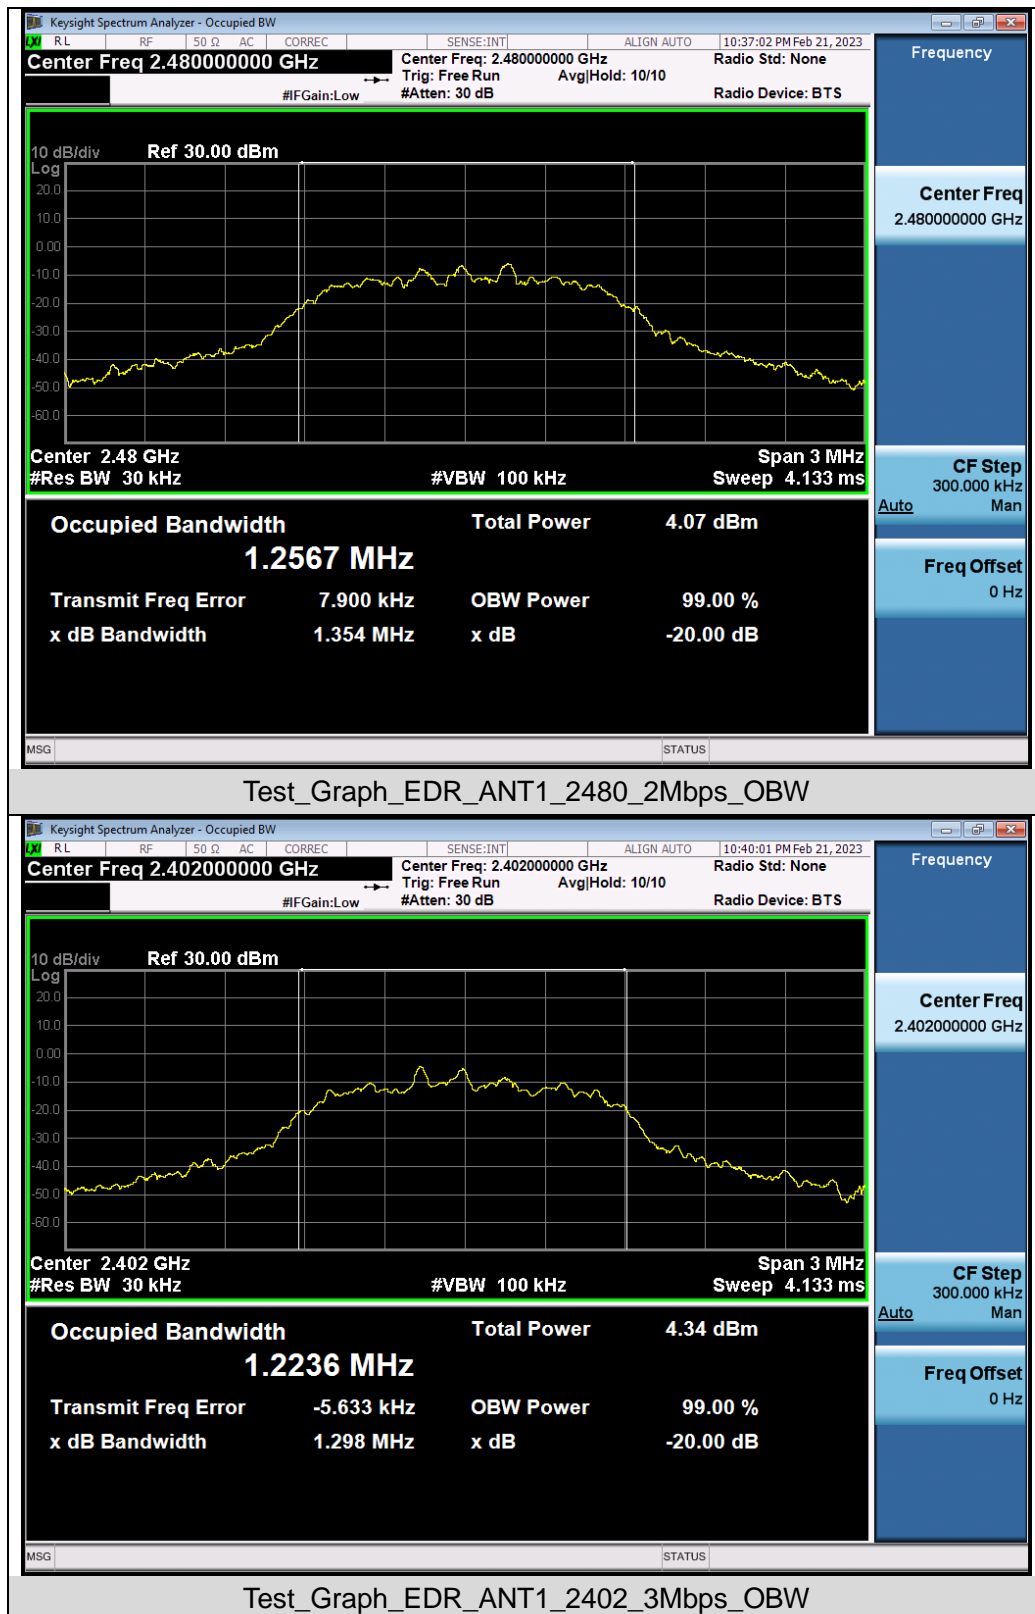 Keysight Spectrum Analyzer - Occupied BW
LXI RL RF 50 Ω AC CORREC SENSE:INT ALIGN AUTO 10:37:02 PM Feb 21, 2023
Center Freq 2.480000000 GHz Center Freq: 2.480000000 GHz Radio Std: None Frequency
Trig: Free Run Avg|Hold: 10/10
#IFGain:Low #Atten: 30 dB Radio Device: BTS
10 dB/div Ref 30.00 dBm
Log
20.0
10.0
0.00
-10.0
-20.0
-30.0
-40.0
-50.0
-60.0
Center Freq
2.480000000 GHz
Center 2.48 GHz Span 3 MHz
#Res BW 30 kHz #VBW 100 kHz Sweep 4.133 ms
CF Step
300.000 kHz
Auto Man
Occupied Bandwidth Total Power 4.07 dBm
1.2567 MHz
Freq Offset
0 Hz
Transmit Freq Error 7.900 kHz OBW Power 99.00 %
x dB Bandwidth 1.354 MHz x dB -20.00 dB
MSG STATUS
Test_Graph_EDR_ANT1_2480_2Mbps_OBW
Keysight Spectrum Analyzer - Occupied BW
LXI RL RF 50 Ω AC CORREC SENSE:INT ALIGN AUTO 10:40:01 PM Feb 21, 2023
Center Freq 2.402000000 GHz Center Freq: 2.402000000 GHz Radio Std: None Frequency
Trig: Free Run Avg|Hold: 10/10
#IFGain:Low #Atten: 30 dB Radio Device: BTS
10 dB/div Ref 30.00 dBm
Log
20.0
10.0
0.00
-10.0
-20.0
-30.0
-40.0
-50.0
-60.0
Center Freq
2.402000000 GHz
Center 2.402 GHz Span 3 MHz
#Res BW 30 kHz #VBW 100 kHz Sweep 4.133 ms
CF Step
300.000 kHz
Auto Man
Occupied Bandwidth Total Power 4.34 dBm
1.2236 MHz
Freq Offset
0 Hz
Transmit Freq Error -5.633 kHz OBW Power 99.00 %
x dB Bandwidth 1.298 MHz x dB -20.00 dB
MSG STATUS
Test_Graph_EDR_ANT1_2402_3Mbps_OBW